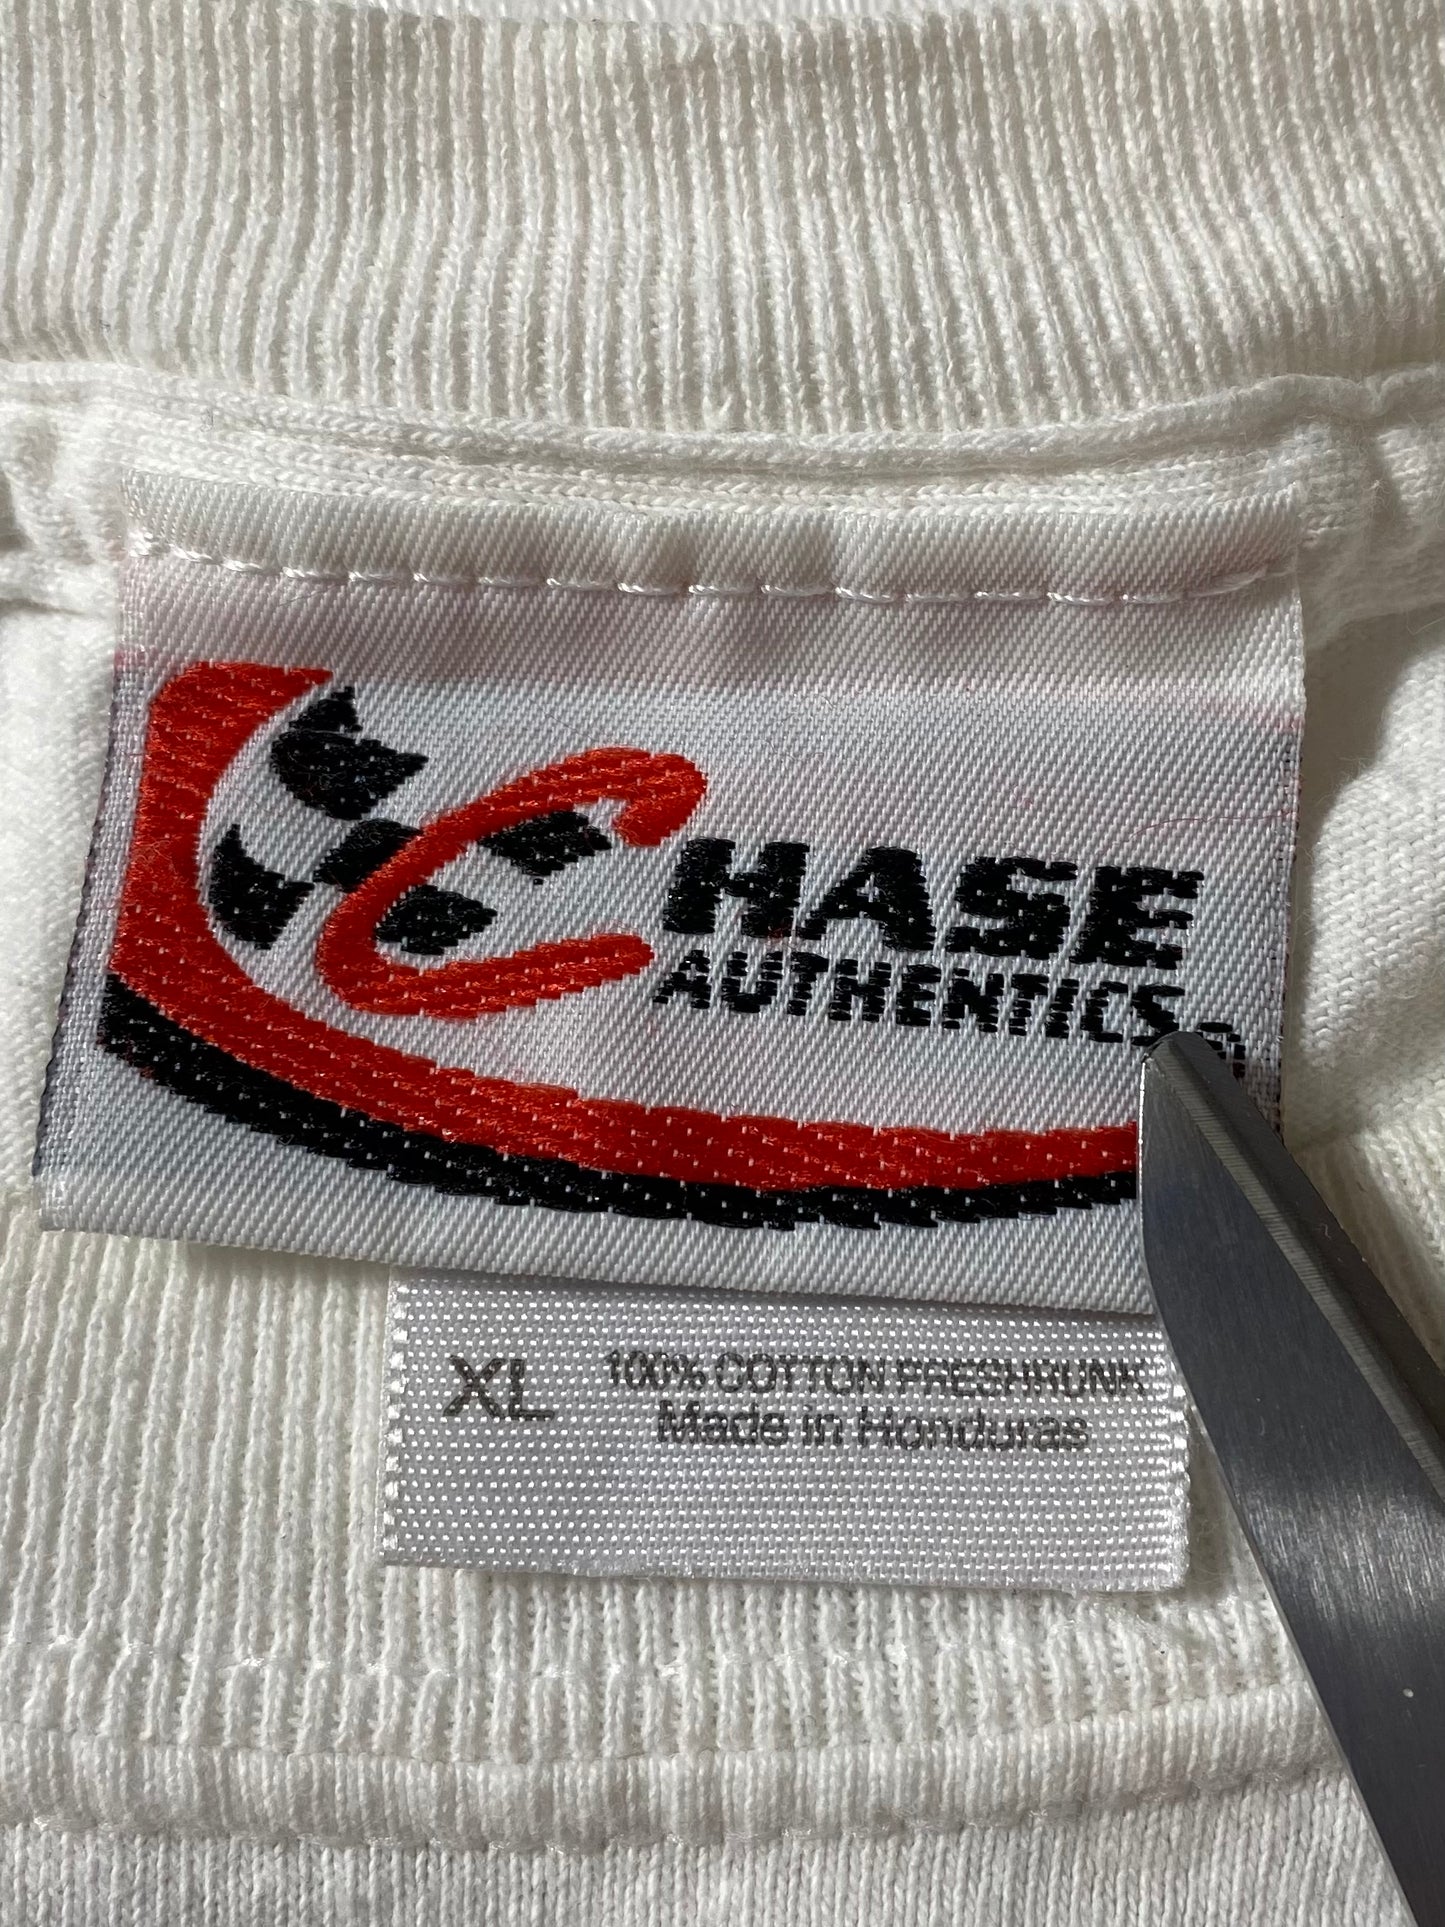 CHASE
AUTHENTICS®
XL 100% COTTON PRESHRUNK
Made in Honduras